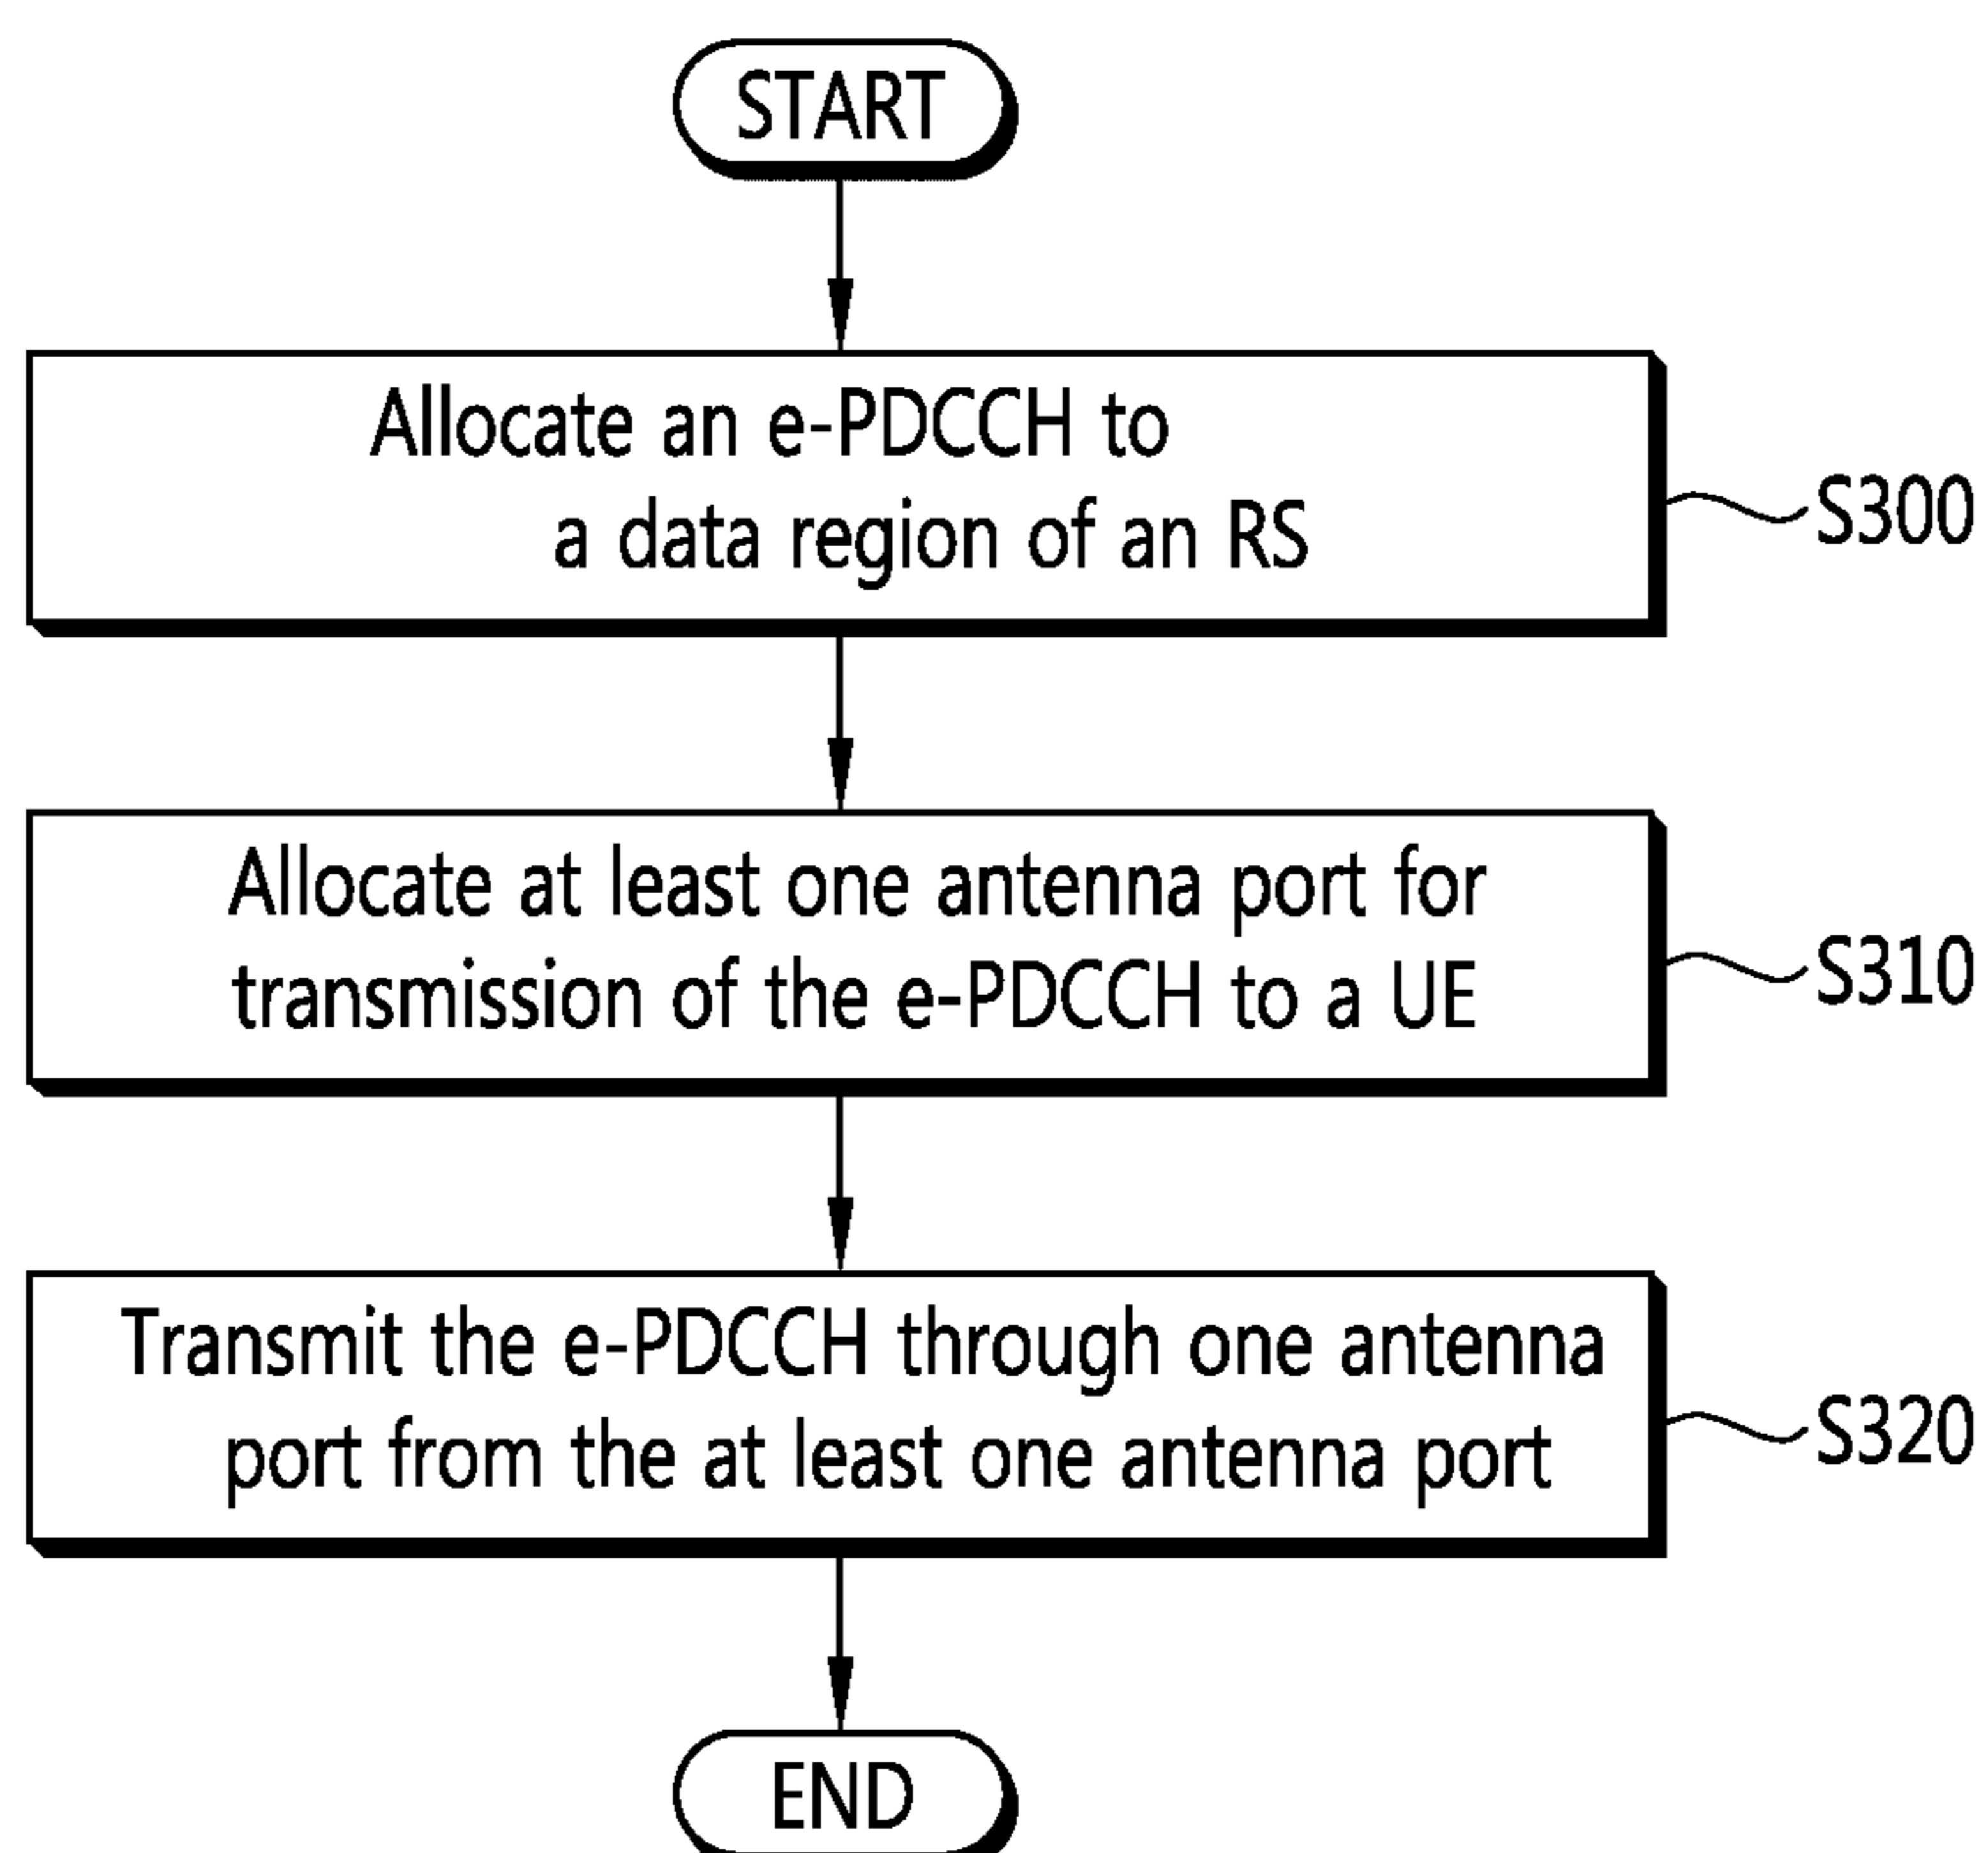 START
Allocate an e-PDCCH to
a data region of an RS
S300
Allocate at least one antenna port for
transmission of the e-PDCCH to a UE
S310
Transmit the e-PDCCH through one antenna
port from the at least one antenna port
S320
END